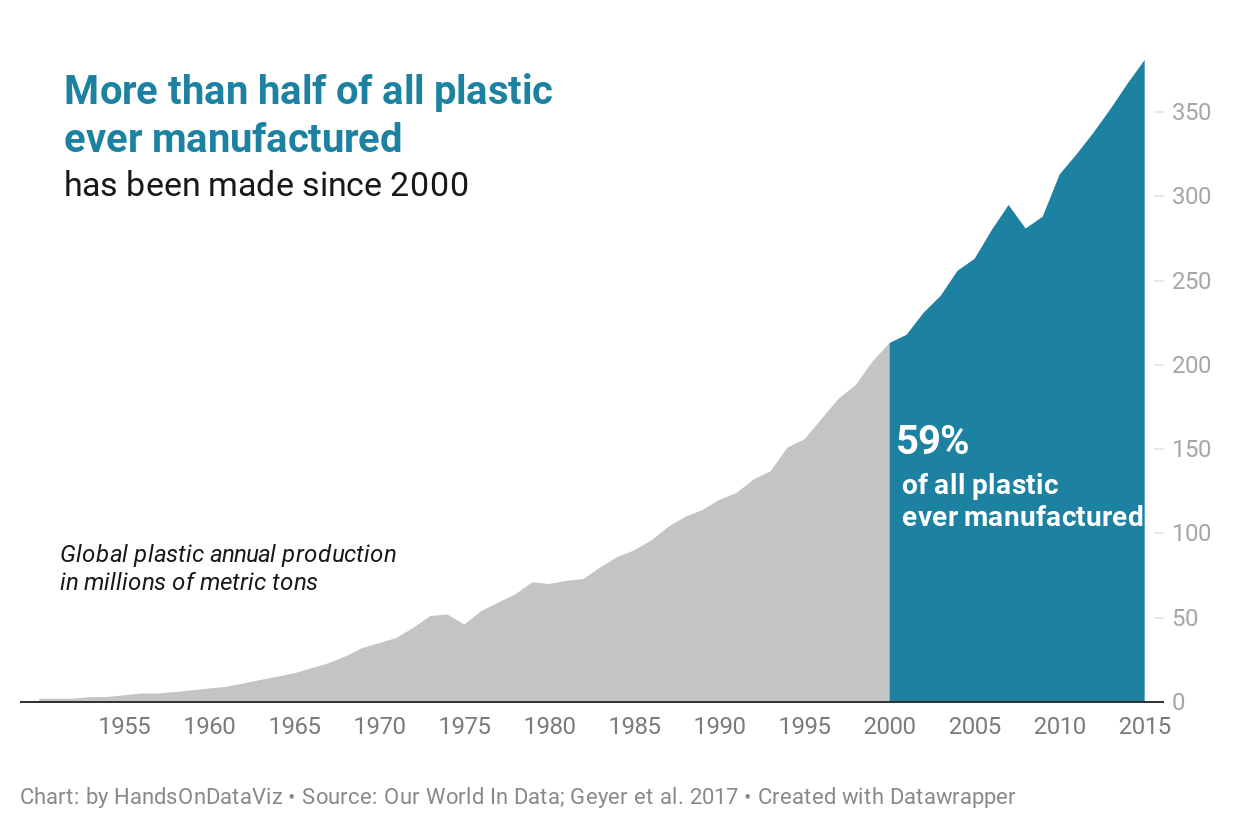 More than half of all plastic
ever manufactured
has been made since 2000
350
300
250
200
150
100
50
0
59%
of all plastic
ever manufactured
Global plastic annual production
in millions of metric tons
1955 1960 1965 1970 1975 1980 1985 1990 1995 2000 2005 2010 2015
Chart: by HandsOnDataViz • Source: Our World In Data; Geyer et al. 2017 • Created with Datawrapper